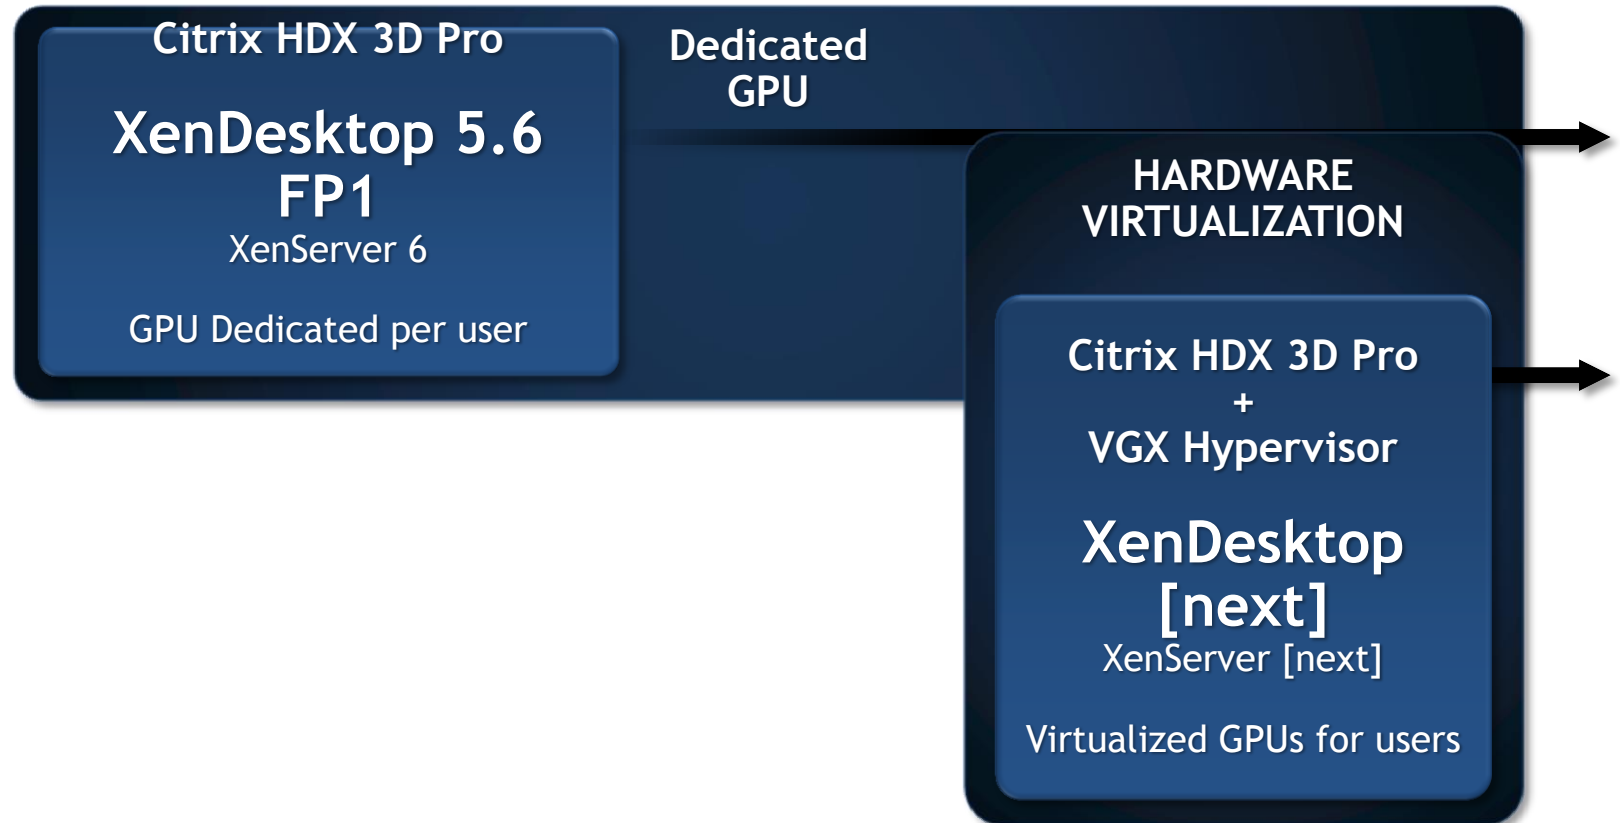 Citrix HDX 3D Pro
XenDesktop 5.6
FP1
XenServer 6
GPU Dedicated per user
Dedicated
GPU
HARDWARE
VIRTUALIZATION
Citrix HDX 3D Pro
+
VGX Hypervisor
XenDesktop
[next]
XenServer [next]
Virtualized GPUs for users